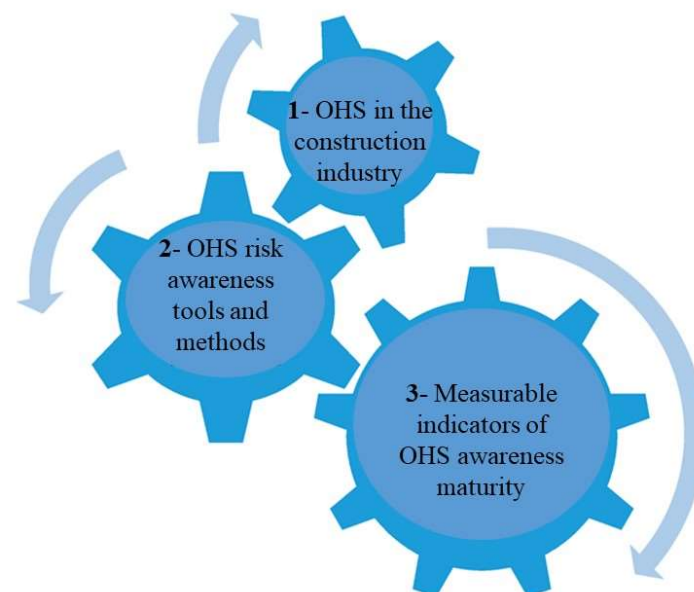 1- OHS in the
construction
industry
2- OHS risk
awareness
tools and
methods
3- Measurable
indicators of
OHS awareness
maturity